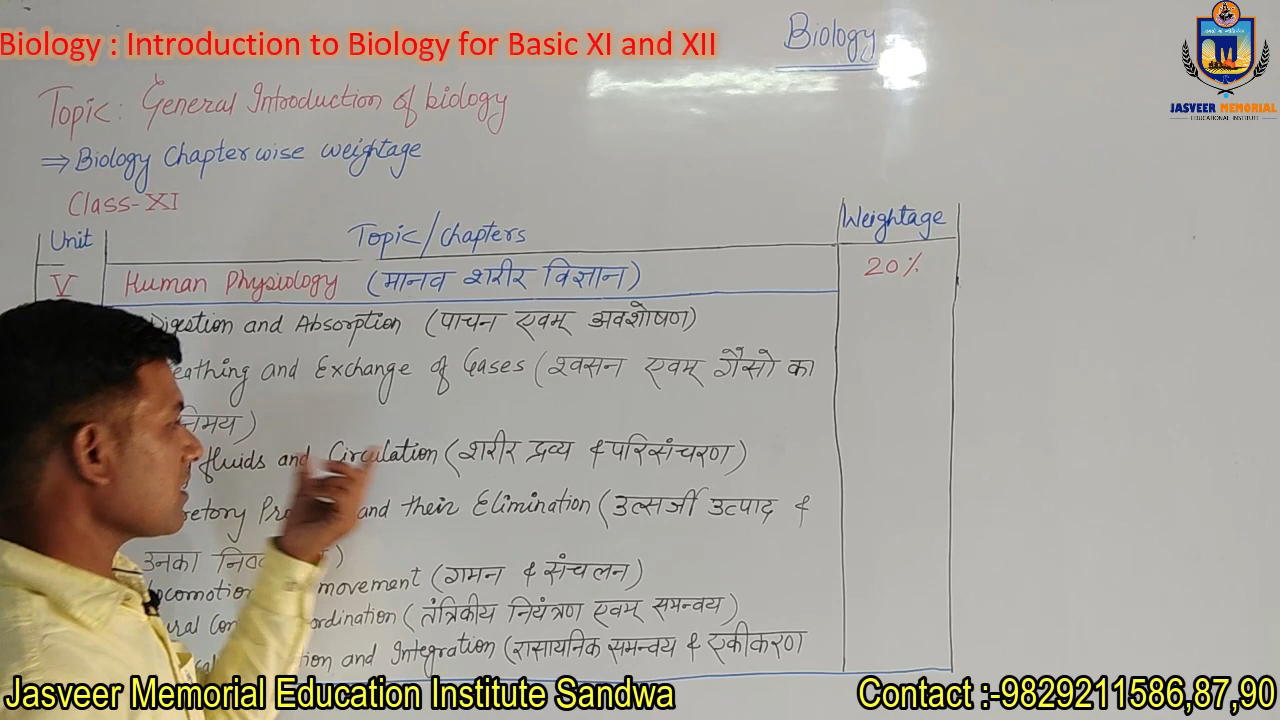 Biology : Introduction to Biology for Basic XI and XII
Biology
JASVEER MEMORIAL
EDUCATIONAL INSTITUTE
Topic: General Introduction of biology
⇒ Biology Chapterwise weightage
Class-XI
Unit Topic/chapters Weightage
V Human Physiology (मानव शरीर विज्ञान) 20%
Digestion and Absorption (पाचन एवम् अवशोषण)
and Exchange of Gases (श्वसन एवम् गैसो का
)
fluids and Circulation (शरीर द्रव्य & परिसंचरण)
and their Elimination (उत्सर्जी उत्पाद &
उनका )
movement (गमन & संचलन)
(तंत्रिकीय नियंत्रण एवम् समन्वय)
and Integration (रासायनिक समन्वय & एकीकरण
Jasveer Memorial Education Institute Sandwa
Contact :-9829211586,87,90